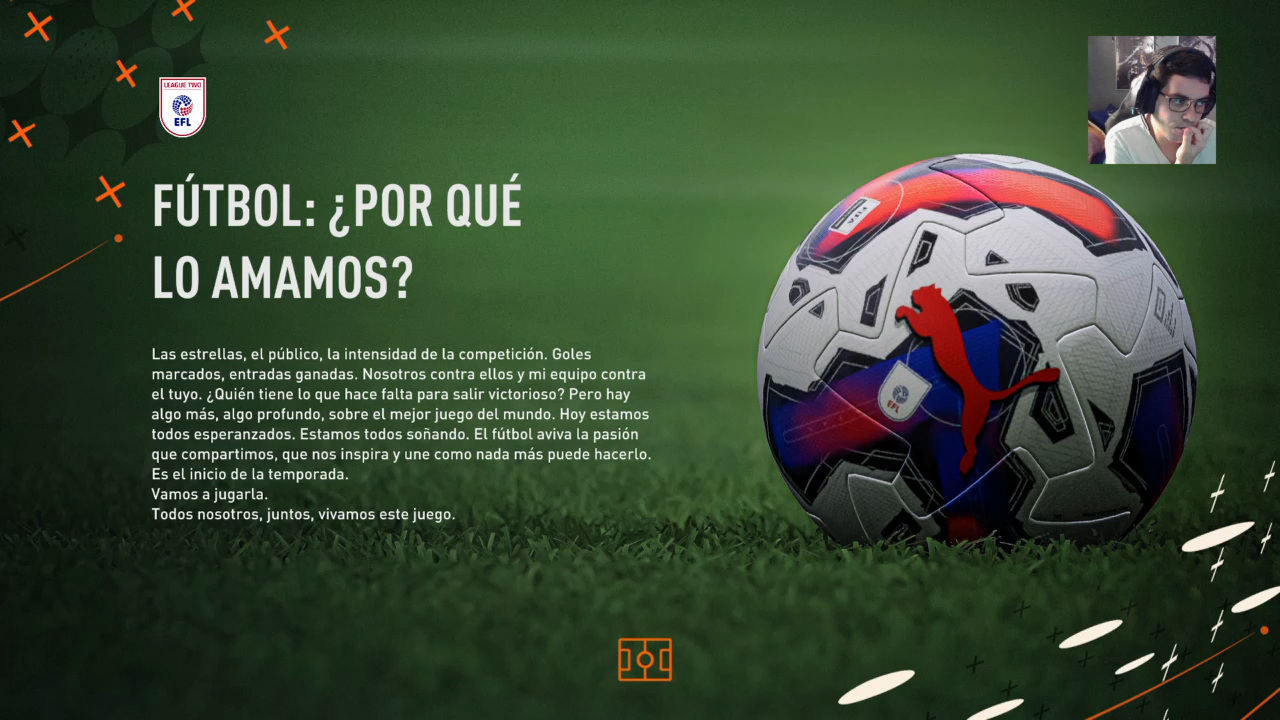 LEAGUE TWO
EFL
FÚTBOL: ¿POR QUÉ
LO AMAMOS?
Las estrellas, el público, la intensidad de la competición. Goles
marcados, entradas ganadas. Nosotros contra ellos y mi equipo contra
el tuyo. ¿Quién tiene lo que hace falta para salir victorioso? Pero hay
algo más, algo profundo, sobre el mejor juego del mundo. Hoy estamos
todos esperanzados. Estamos todos soñando. El fútbol aviva la pasión
que compartimos, que nos inspira y une como nada más puede hacerlo.
Es el inicio de la temporada.
Vamos a jugarla.
Todos nosotros, juntos, vivamos este juego.
FIFA
EFL